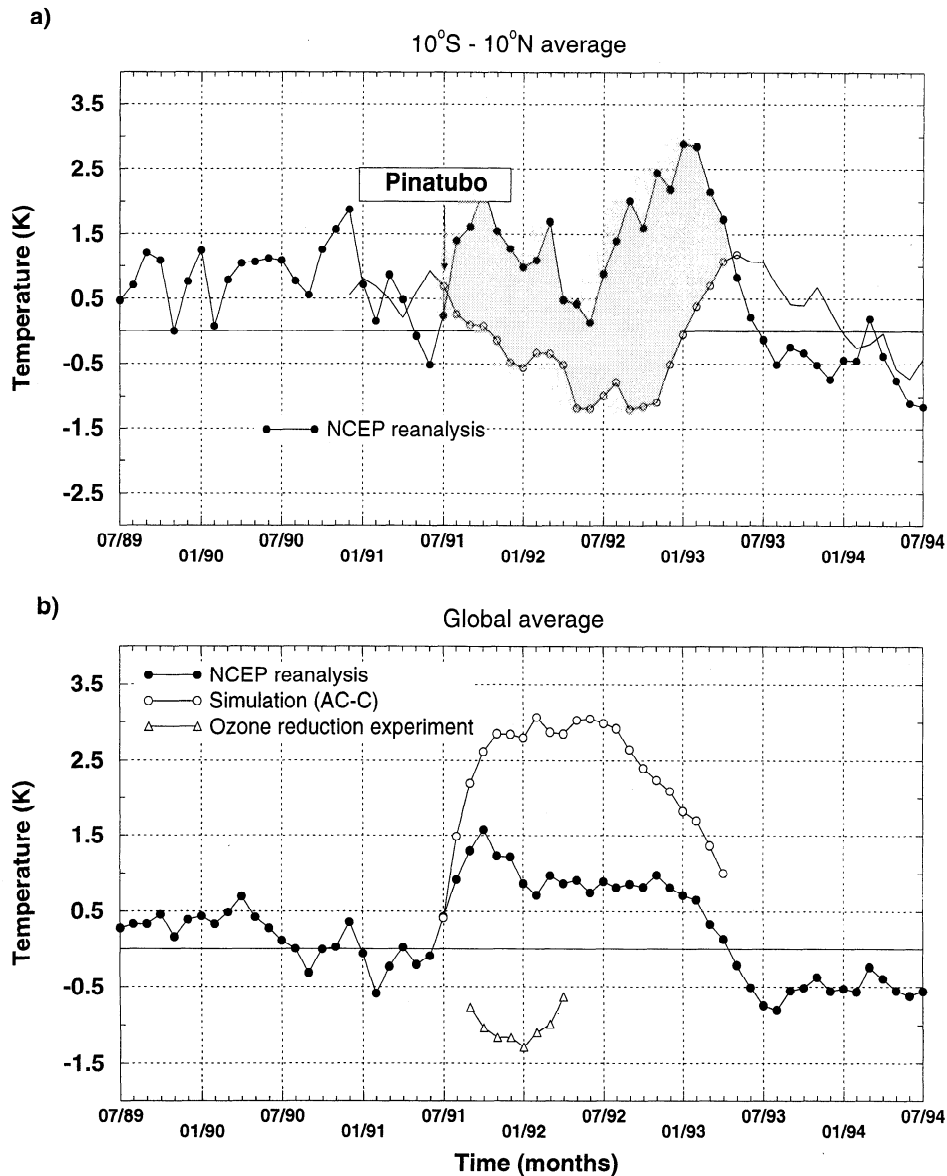 a)
10°S - 10°N average
3.5
2.5
1.5
0.5
-0.5
-1.5
-2.5
Temperature (K)
Pinatubo
NCEP reanalysis
07/89 07/90 07/91 07/92 07/93 07/94
01/90 01/91 01/92 01/93 01/94
b)
Global average
3.5
2.5
1.5
0.5
-0.5
-1.5
Temperature (K)
NCEP reanalysis
Simulation (AC-C)
Ozone reduction experiment
07/89 07/90 07/91 07/92 07/93 07/94
01/90 01/91 01/92 01/93 01/94
Time (months)